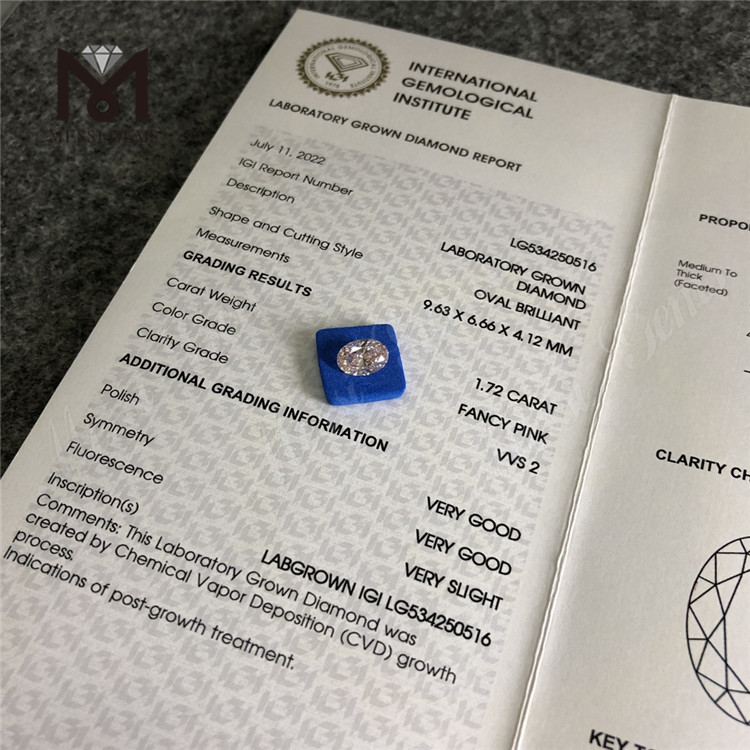 INTERNATIONAL
GEMOLOGICAL
INSTITUTE
LABORATORY GROWN DIAMOND REPORT
July 11, 2022
IGI Report Number LG534250516
Description LABORATORY GROWN
DIAMOND
Shape and Cutting Style OVAL BRILLIANT
Measurements 9.63 X 6.66 X 4.12 MM
GRADING RESULTS
Carat Weight 1.72 CARAT
Color Grade FANCY PINK
Clarity Grade VVS 2
ADDITIONAL GRADING INFORMATION
Polish VERY GOOD
Symmetry VERY GOOD
Fluorescence VERY SLIGHT
Inscription(s) LABGROWN IGI LG534250516
Comments: This Laboratory Grown Diamond was
created by Chemical Vapor Deposition (CVD) growth
process.
Indications of post-growth treatment.
Medium To
Thick
(Faceted)